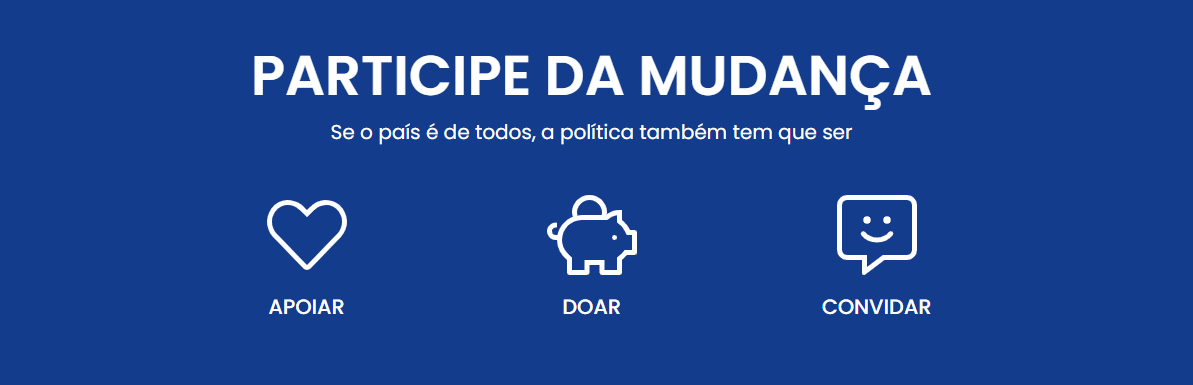 PARTICIPE DA MUDANÇA
Se o país é de todos, a política também tem que ser
APOIAR
DOAR
CONVIDAR